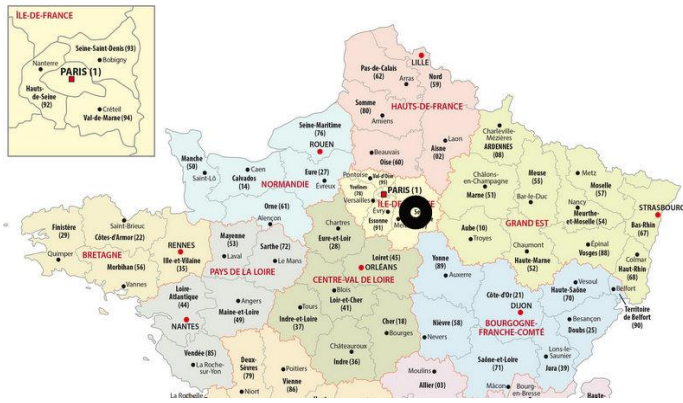 ÎLE-DE-FRANCE
Seine-Saint-Denis (93)
Nanterre
Bobigny
PARIS (1)
Hauts-
de-Seine
(92)
Créteil
Val-de-Marne (94)
LILLE
Pas-de-Calais
(62)
Arras
Nord
(59)
Somme
(80)
HAUTS-DE-FRANCE
Amiens
Seine-Maritime
(76)
ROUEN
Laon
Aisne
(02)
Beauvais
Oise (60)
Charleville-
Mézières
ARDENNES
(08)
Manche
(50)
Saint-Lô
Caen
Calvados
(14)
Eure (27)
Évreux
NORMANDIE
Orne (61)
Alençon
Pontoise
Val-d'Oise
(95)
Yvelines
(78)
Versailles
PARIS (1)
Évry
Essonne
(91)
Châlons-
en-Champagne
Marne (51)
Meuse
(55)
Bar-le-Duc
Metz
Moselle
(57)
Nancy
Meurthe-
et-Moselle (54)
STRASBOURG
Bas-Rhin
(67)
GRAND EST
Aube (10)
Troyes
Chaumont
Haute-Marne
(52)
Épinal
Vosges (88)
Colmar
Haut-Rhin
(68)
Finistère
(29)
Quimper
Saint-Brieuc
Côtes-d'Armor (22)
BRETAGNE
Morbihan (56)
Vannes
RENNES
Ille-et-Vilaine
(35)
Mayenne
(53)
Laval
Sarthe (72)
Le Mans
PAYS DE LA LOIRE
Chartres
Eure-et-Loir
(28)
Loiret (45)
ORLÉANS
CENTRE-VAL DE LOIRE
Blois
Loir-et-Cher
(41)
Yonne
(89)
Auxerre
Côte-d'Or (21)
DIJON
Haute-Saône
(70)
Vesoul
Belfort
Territoire
de Belfort
(90)
Loire-
Atlantique
(44)
NANTES
Angers
Maine-et-Loire
(49)
Tours
Indre-et-Loire
(37)
Cher (18)
Bourges
Nièvre (58)
Nevers
BOURGOGNE-
FRANCHE-COMTÉ
Besançon
Doubs (25)
Vendée (85)
La Roche-
sur-Yon
Deux-
Sèvres
(79)
Niort
Poitiers
Vienne
(86)
Châteauroux
Indre (36)
Moulins
Allier (03)
Saône-et-Loire
(71)
Mâcon
Lons-le-
Saunier
Jura (39)
Bourg-
en-Bresse
Haute-
La Rochelle